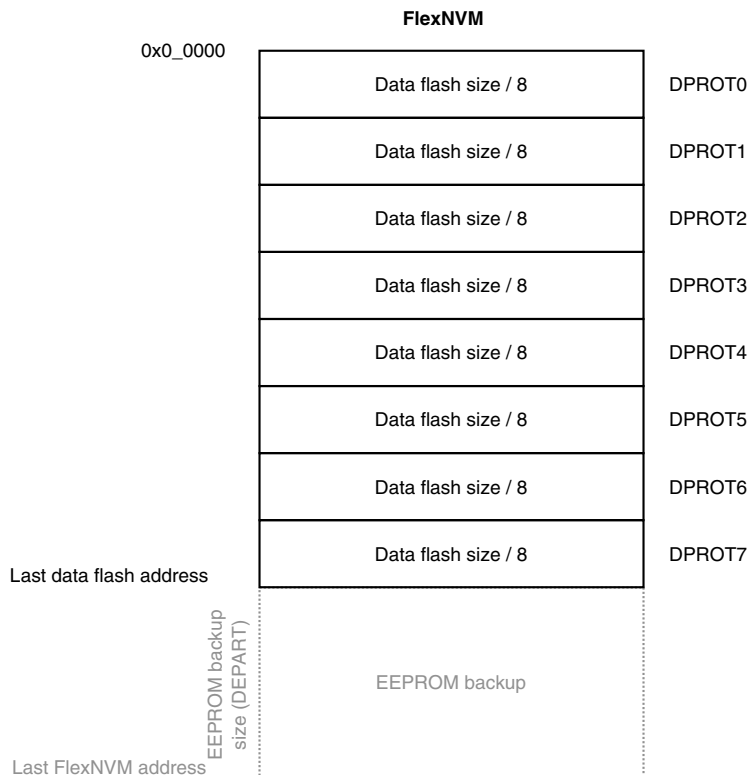 FlexNVM
0x0_0000
Data flash size / 8 DPROT0
Data flash size / 8 DPROT1
Data flash size / 8 DPROT2
Data flash size / 8 DPROT3
Data flash size / 8 DPROT4
Data flash size / 8 DPROT5
Data flash size / 8 DPROT6
Data flash size / 8 DPROT7
Last data flash address
EEPROM backup
size (DEPART)
EEPROM backup
Last FlexNVM address